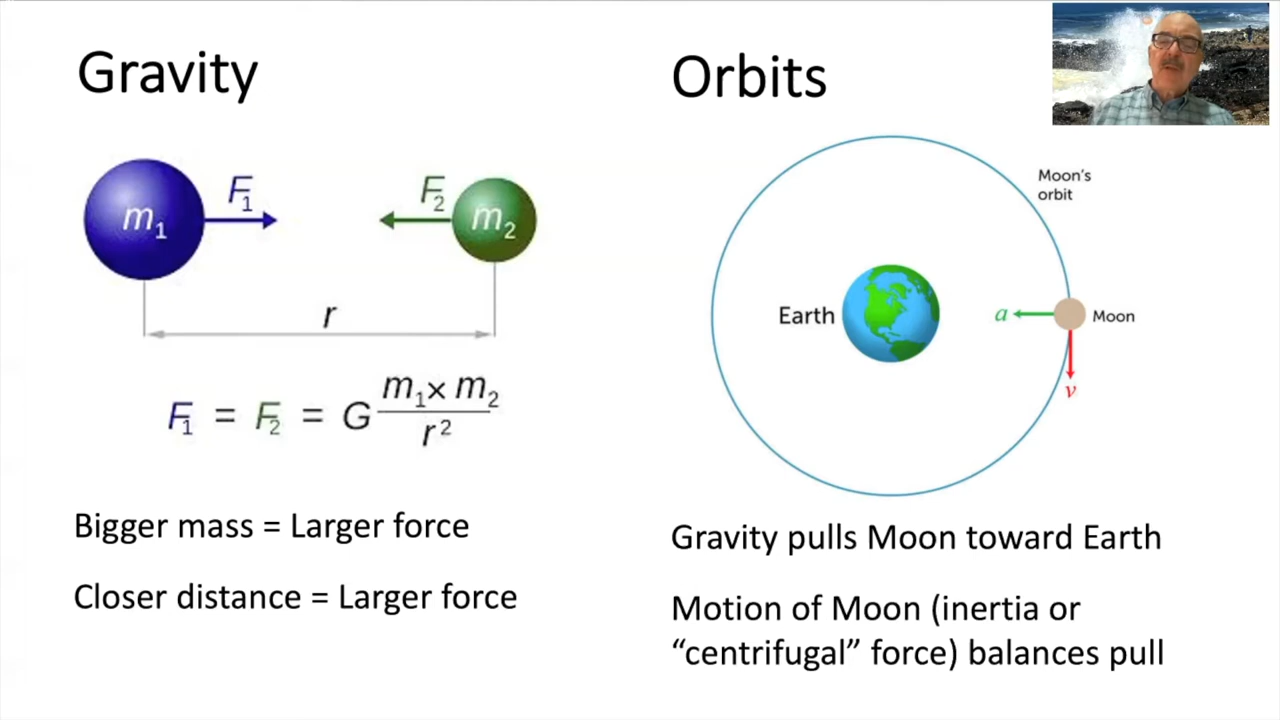 Gravity
m1
F1
F2
m2
r
F1 = F2 = G m1 × m2 / r²
Bigger mass = Larger force
Closer distance = Larger force
Orbits
Moon's
orbit
Earth
a
Moon
v
Gravity pulls Moon toward Earth
Motion of Moon (inertia or
“centrifugal” force) balances pull